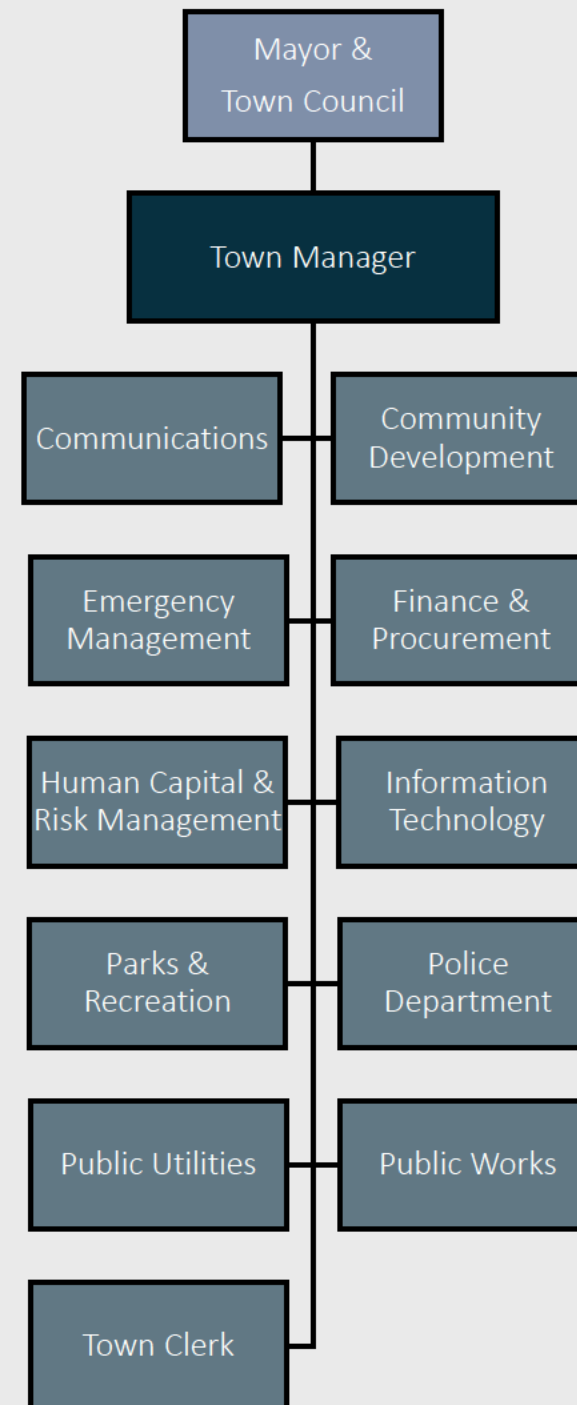 Mayor &
Town Council
Town Manager
Communications
Community
Development
Emergency
Management
Finance &
Procurement
Human Capital &
Risk Management
Information
Technology
Parks &
Recreation
Police
Department
Public Utilities
Public Works
Town Clerk